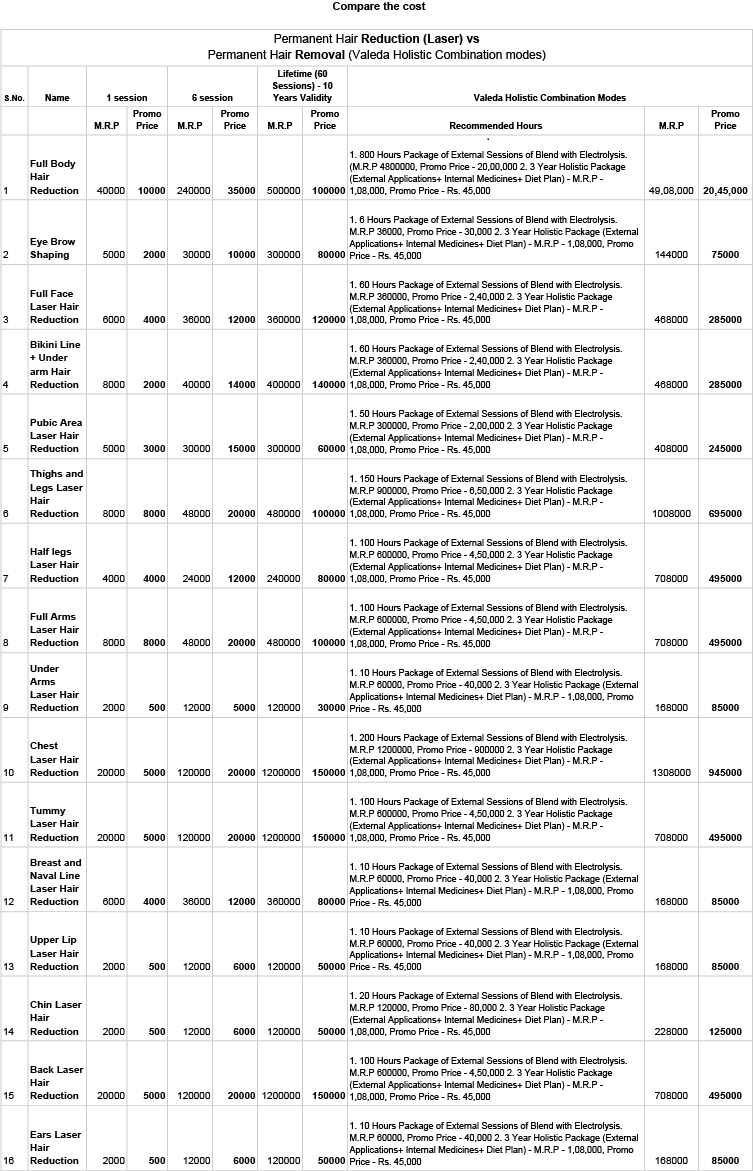 Compare the cost
Permanent Hair Reduction (Laser) vs
Permanent Hair Removal (Valeda Holistic Combination modes)
S.No. Name 1 session 6 session Lifetime (60 Sessions) - 10 Years Validity Valeda Holistic Combination Modes
M.R.P Promo Price M.R.P Promo Price M.R.P Promo Price Recommended Hours M.R.P Promo Price
1 Full Body Hair Reduction 40000 10000 240000 35000 500000 100000
1. 800 Hours Package of External Sessions of Blend with Electrolysis.
(M.R.P 4800000, Promo Price - 20,00,000 2. 3 Year Holistic Package
(External Applications+ Internal Medicines+ Diet Plan) - M.R.P -
1,08,000, Promo Price - Rs. 45,000
49,08,000 20,45,000
2 Eye Brow Shaping 5000 2000 30000 10000 300000 80000
1. 6 Hours Package of External Sessions of Blend with Electrolysis.
M.R.P 36000, Promo Price - 30,000 2. 3 Year Holistic Package (External
Applications+ Internal Medicines+ Diet Plan) - M.R.P - 1,08,000, Promo
Price - Rs. 45,000
144000 75000
3 Full Face Laser Hair Reduction 6000 4000 36000 12000 360000 120000
1. 60 Hours Package of External Sessions of Blend with Electrolysis.
M.R.P 360000, Promo Price - 2,40,000 2. 3 Year Holistic Package
(External Applications+ Internal Medicines+ Diet Plan) - M.R.P -
1,08,000, Promo Price - Rs. 45,000
468000 285000
4 Bikini Line + Under arm Hair Reduction 8000 2000 40000 14000 400000 140000
1. 60 Hours Package of External Sessions of Blend with Electrolysis.
M.R.P 360000, Promo Price - 2,40,000 2. 3 Year Holistic Package
(External Applications+ Internal Medicines+ Diet Plan) - M.R.P -
1,08,000, Promo Price - Rs. 45,000
468000 285000
5 Pubic Area Laser Hair Reduction 5000 3000 30000 15000 300000 60000
1. 50 Hours Package of External Sessions of Blend with Electrolysis.
M.R.P 300000, Promo Price - 2,00,000 2. 3 Year Holistic Package
(External Applications+ Internal Medicines+ Diet Plan) - M.R.P -
1,08,000, Promo Price - Rs. 45,000
408000 245000
6 Thighs and Legs Laser Hair Reduction 8000 8000 48000 20000 480000 100000
1. 150 Hours Package of External Sessions of Blend with Electrolysis.
M.R.P 900000, Promo Price - 6,50,000 2. 3 Year Holistic Package
(External Applications+ Internal Medicines+ Diet Plan) - M.R.P -
1,08,000, Promo Price - Rs. 45,000
1008000 695000
7 Half legs Laser Hair Reduction 4000 4000 24000 12000 240000 80000
1. 100 Hours Package of External Sessions of Blend with Electrolysis.
M.R.P 600000, Promo Price - 4,50,000 2. 3 Year Holistic Package
(External Applications+ Internal Medicines+ Diet Plan) - M.R.P -
1,08,000, Promo Price - Rs. 45,000
708000 495000
8 Full Arms Laser Hair Reduction 8000 8000 48000 20000 480000 100000
1. 100 Hours Package of External Sessions of Blend with Electrolysis.
M.R.P 600000, Promo Price - 4,50,000 2. 3 Year Holistic Package
(External Applications+ Internal Medicines+ Diet Plan) - M.R.P -
1,08,000, Promo Price - Rs. 45,000
708000 495000
9 Under Arms Laser Hair Reduction 2000 500 12000 5000 120000 30000
1. 10 Hours Package of External Sessions of Blend with Electrolysis.
M.R.P 60000, Promo Price - 40,000 2. 3 Year Holistic Package (External
Applications+ Internal Medicines+ Diet Plan) - M.R.P - 1,08,000, Promo
Price - Rs. 45,000
168000 85000
10 Chest Laser Hair Reduction 20000 5000 120000 20000 1200000 150000
1. 200 Hours Package of External Sessions of Blend with Electrolysis.
M.R.P 1200000, Promo Price - 900000 2. 3 Year Holistic Package
(External Applications+ Internal Medicines+ Diet Plan) - M.R.P -
1,08,000, Promo Price - Rs. 45,000
1308000 945000
11 Tummy Laser Hair Reduction 20000 5000 120000 20000 1200000 150000
1. 100 Hours Package of External Sessions of Blend with Electrolysis.
M.R.P 600000, Promo Price - 4,50,000 2. 3 Year Holistic Package
(External Applications+ Internal Medicines+ Diet Plan) - M.R.P -
1,08,000, Promo Price - Rs. 45,000
708000 495000
12 Breast and Naval Line Laser Hair Reduction 6000 4000 36000 12000 360000 80000
1. 10 Hours Package of External Sessions of Blend with Electrolysis.
M.R.P 60000, Promo Price - 40,000 2. 3 Year Holistic Package (External
Applications+ Internal Medicines+ Diet Plan) - M.R.P - 1,08,000, Promo
Price - Rs. 45,000
168000 85000
13 Upper Lip Laser Hair Reduction 2000 500 12000 6000 120000 50000
1. 10 Hours Package of External Sessions of Blend with Electrolysis.
M.R.P 60000, Promo Price - 40,000 2. 3 Year Holistic Package (External
Applications+ Internal Medicines+ Diet Plan) - M.R.P - 1,08,000, Promo
Price - Rs. 45,000
168000 85000
14 Chin Laser Hair Reduction 2000 500 12000 6000 120000 50000
1. 20 Hours Package of External Sessions of Blend with Electrolysis.
M.R.P 120000, Promo Price - 80,000 2. 3 Year Holistic Package
(External Applications+ Internal Medicines+ Diet Plan) - M.R.P -
1,08,000, Promo Price - Rs. 45,000
228000 125000
15 Back Laser Hair Reduction 20000 5000 120000 20000 1200000 150000
1. 100 Hours Package of External Sessions of Blend with Electrolysis.
M.R.P 600000, Promo Price - 4,50,000 2. 3 Year Holistic Package
(External Applications+ Internal Medicines+ Diet Plan) - M.R.P -
1,08,000, Promo Price - Rs. 45,000
708000 495000
16 Ears Laser Hair Reduction 2000 500 12000 6000 120000 50000
1. 10 Hours Package of External Sessions of Blend with Electrolysis.
M.R.P 60000, Promo Price - 40,000 2. 3 Year Holistic Package (External
Applications+ Internal Medicines+ Diet Plan) - M.R.P - 1,08,000, Promo
Price - Rs. 45,000
168000 85000